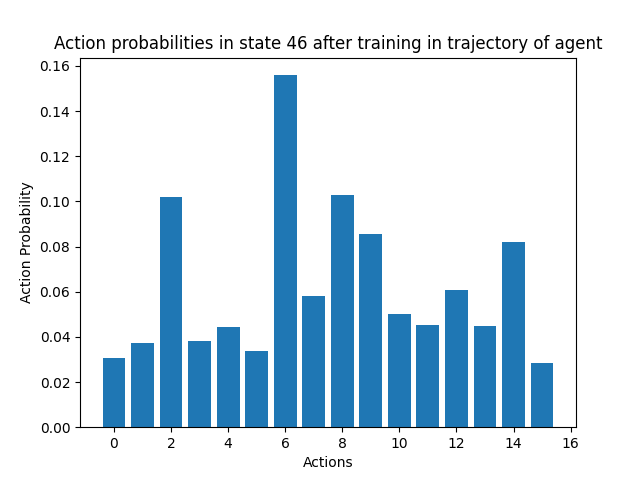 Action probabilities in state 46 after training in trajectory of agent
0.16
0.14
0.12
0.10
0.08
0.06
0.04
0.02
0.00
Action Probability
0 2 4 6 8 10 12 14 16
Actions